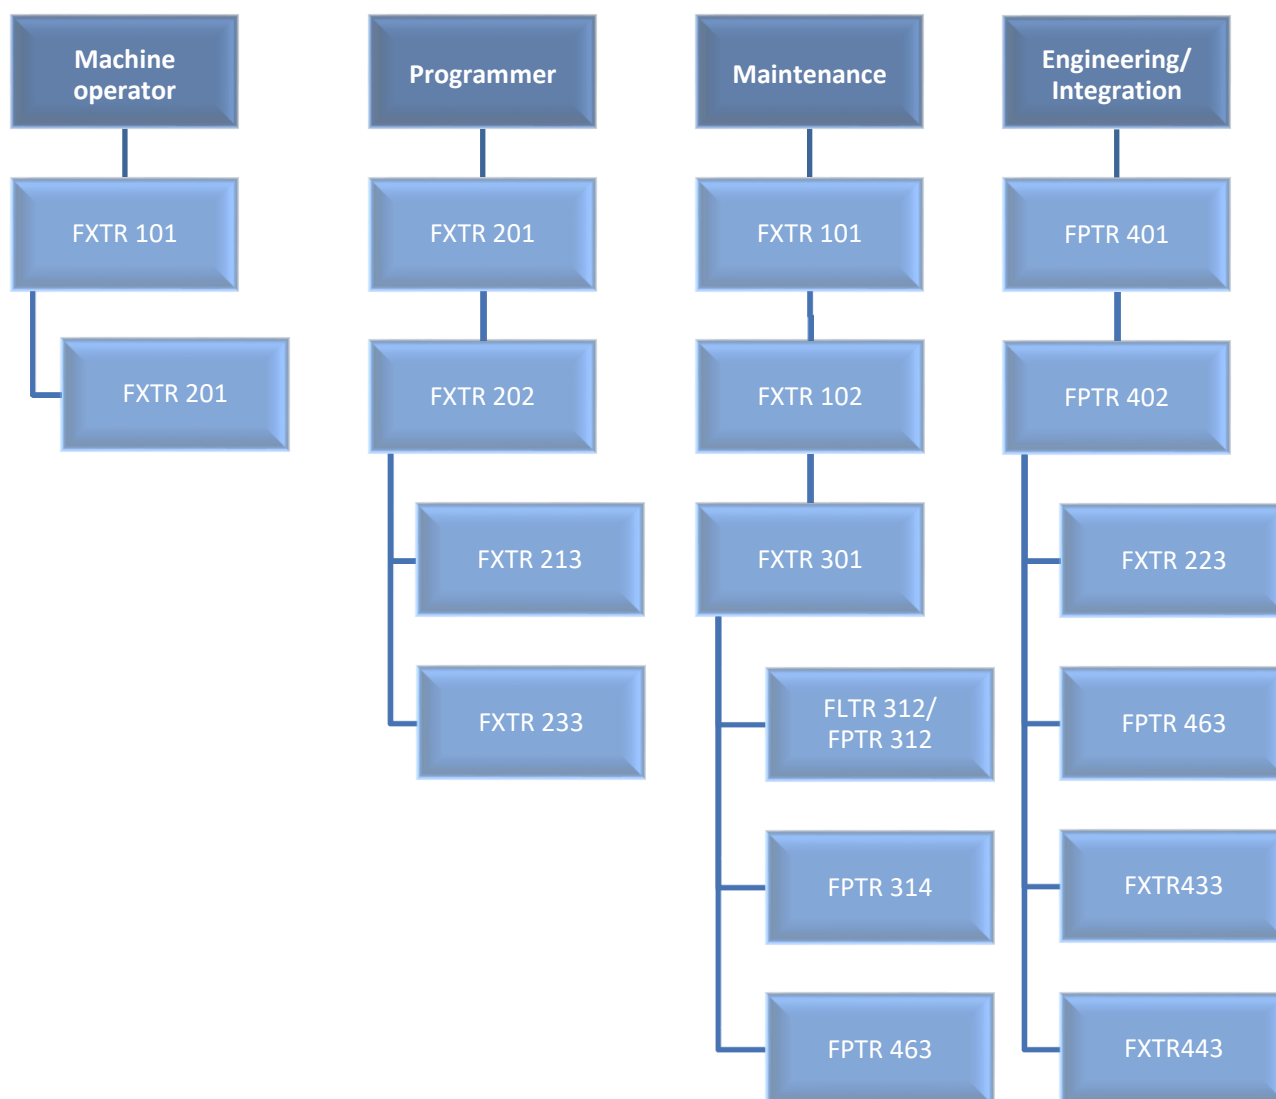 Machine
operator
FXTR 101
FXTR 201
Programmer
FXTR 201
FXTR 202
FXTR 213
FXTR 233
Maintenance
FXTR 101
FXTR 102
FXTR 301
FLTR 312/
FPTR 312
FPTR 314
FPTR 463
Engineering/
Integration
FPTR 401
FPTR 402
FXTR 223
FPTR 463
FXTR433
FXTR443